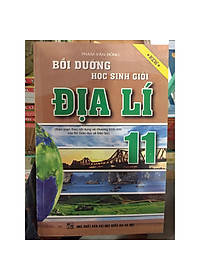 PHẠM VĂN ĐÔNG
BỒI DƯỠNG
HỌC SINH GIỎI
ĐỊA LÍ
11
NHÀ XUẤT BẢN ĐẠI HỌC QUỐC GIA HÀ NỘI